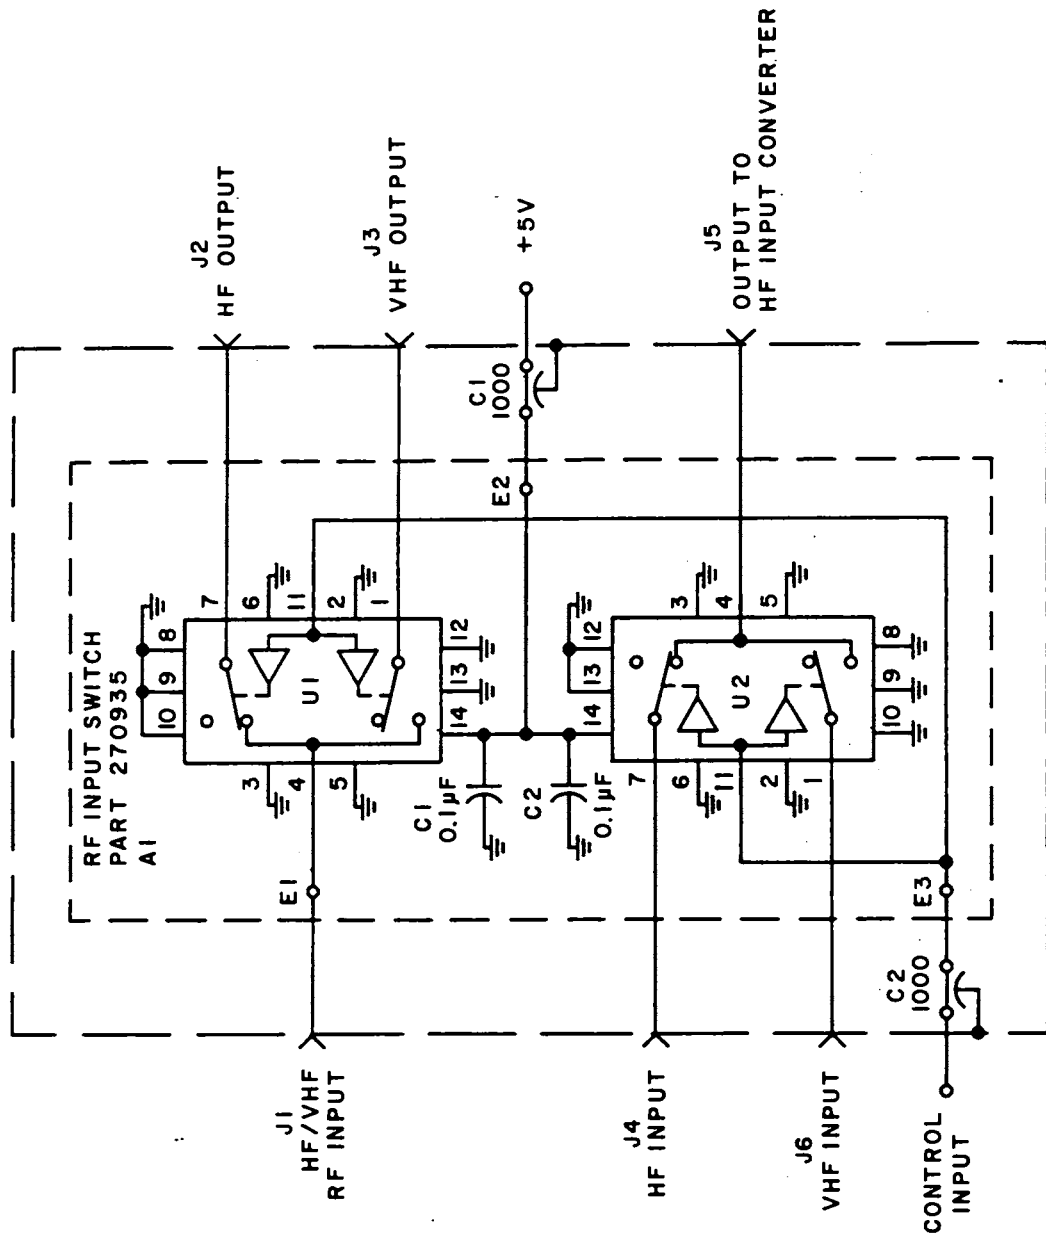 RF INPUT SWITCH
PART 270935
A1
J1
HF/VHF
RF INPUT
E1
3
4
5
10
9
8
U1
7
6
11
2
1
14
13
12
J2
HF OUTPUT
J3
VHF OUTPUT
C1
0.1µF
C2
0.1µF
E2
C1
1000
+5V
J4
HF INPUT
J6
VHF INPUT
7
6
11
2
1
14
13
12
U2
3
4
5
10
9
8
J5
OUTPUT TO
HF INPUT CONVERTER
CONTROL
INPUT
C2
1000
E3